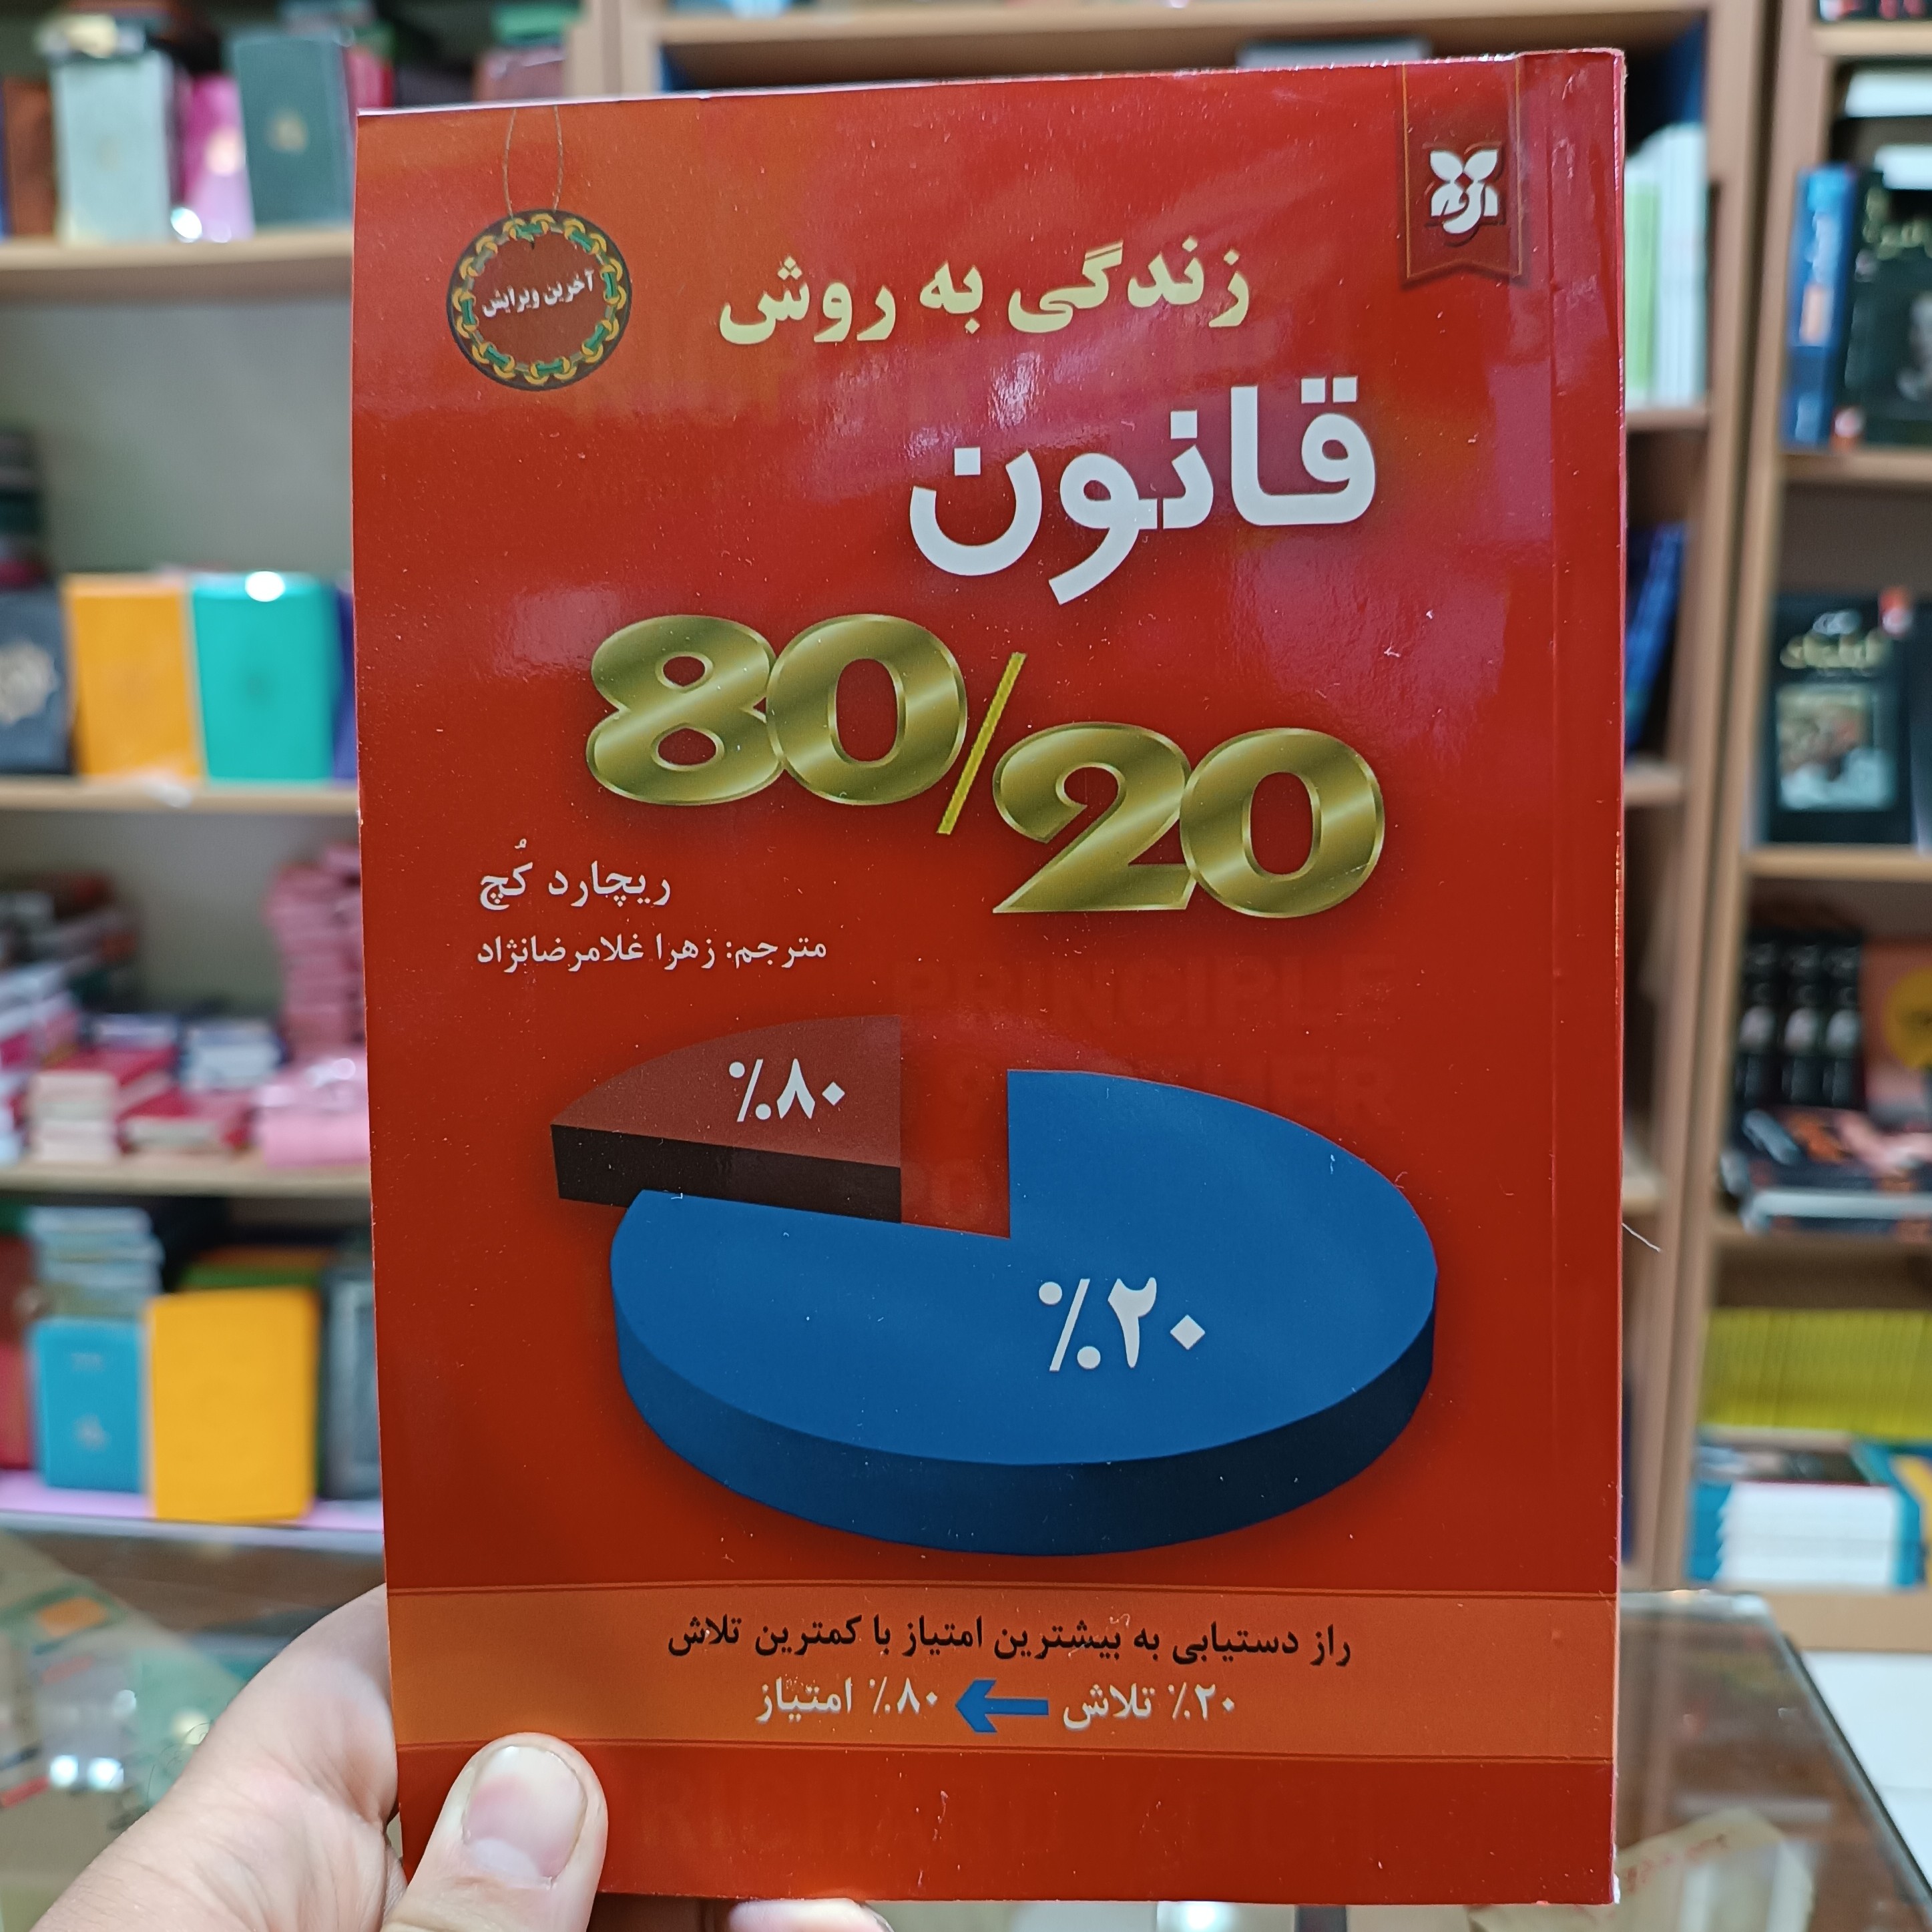 آخرین ویرایش
زندگی به روش
قانون
80/20
ریچارد کُچ
مترجم: زهرا غلامرضانژاد
PRINCIPLE
٪۸۰
٪۲۰
راز دستیابی به بیشترین امتیاز با کمترین تلاش
۲۰٪ تلاش ← ۸۰٪ امتیاز